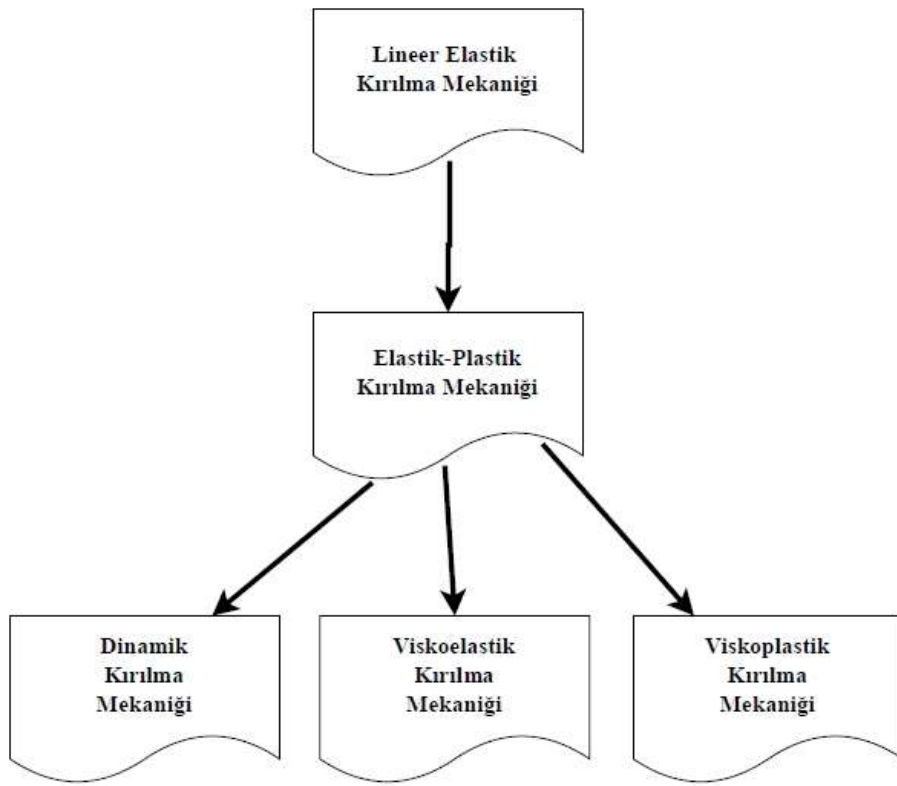 Lineer Elastik
Kırılma Mekaniği
Elastik-Plastik
Kırılma Mekaniği
Dinamik
Kırılma
Mekaniği
Viskoelastik
Kırılma
Mekaniği
Viskoplastik
Kırılma
Mekaniği